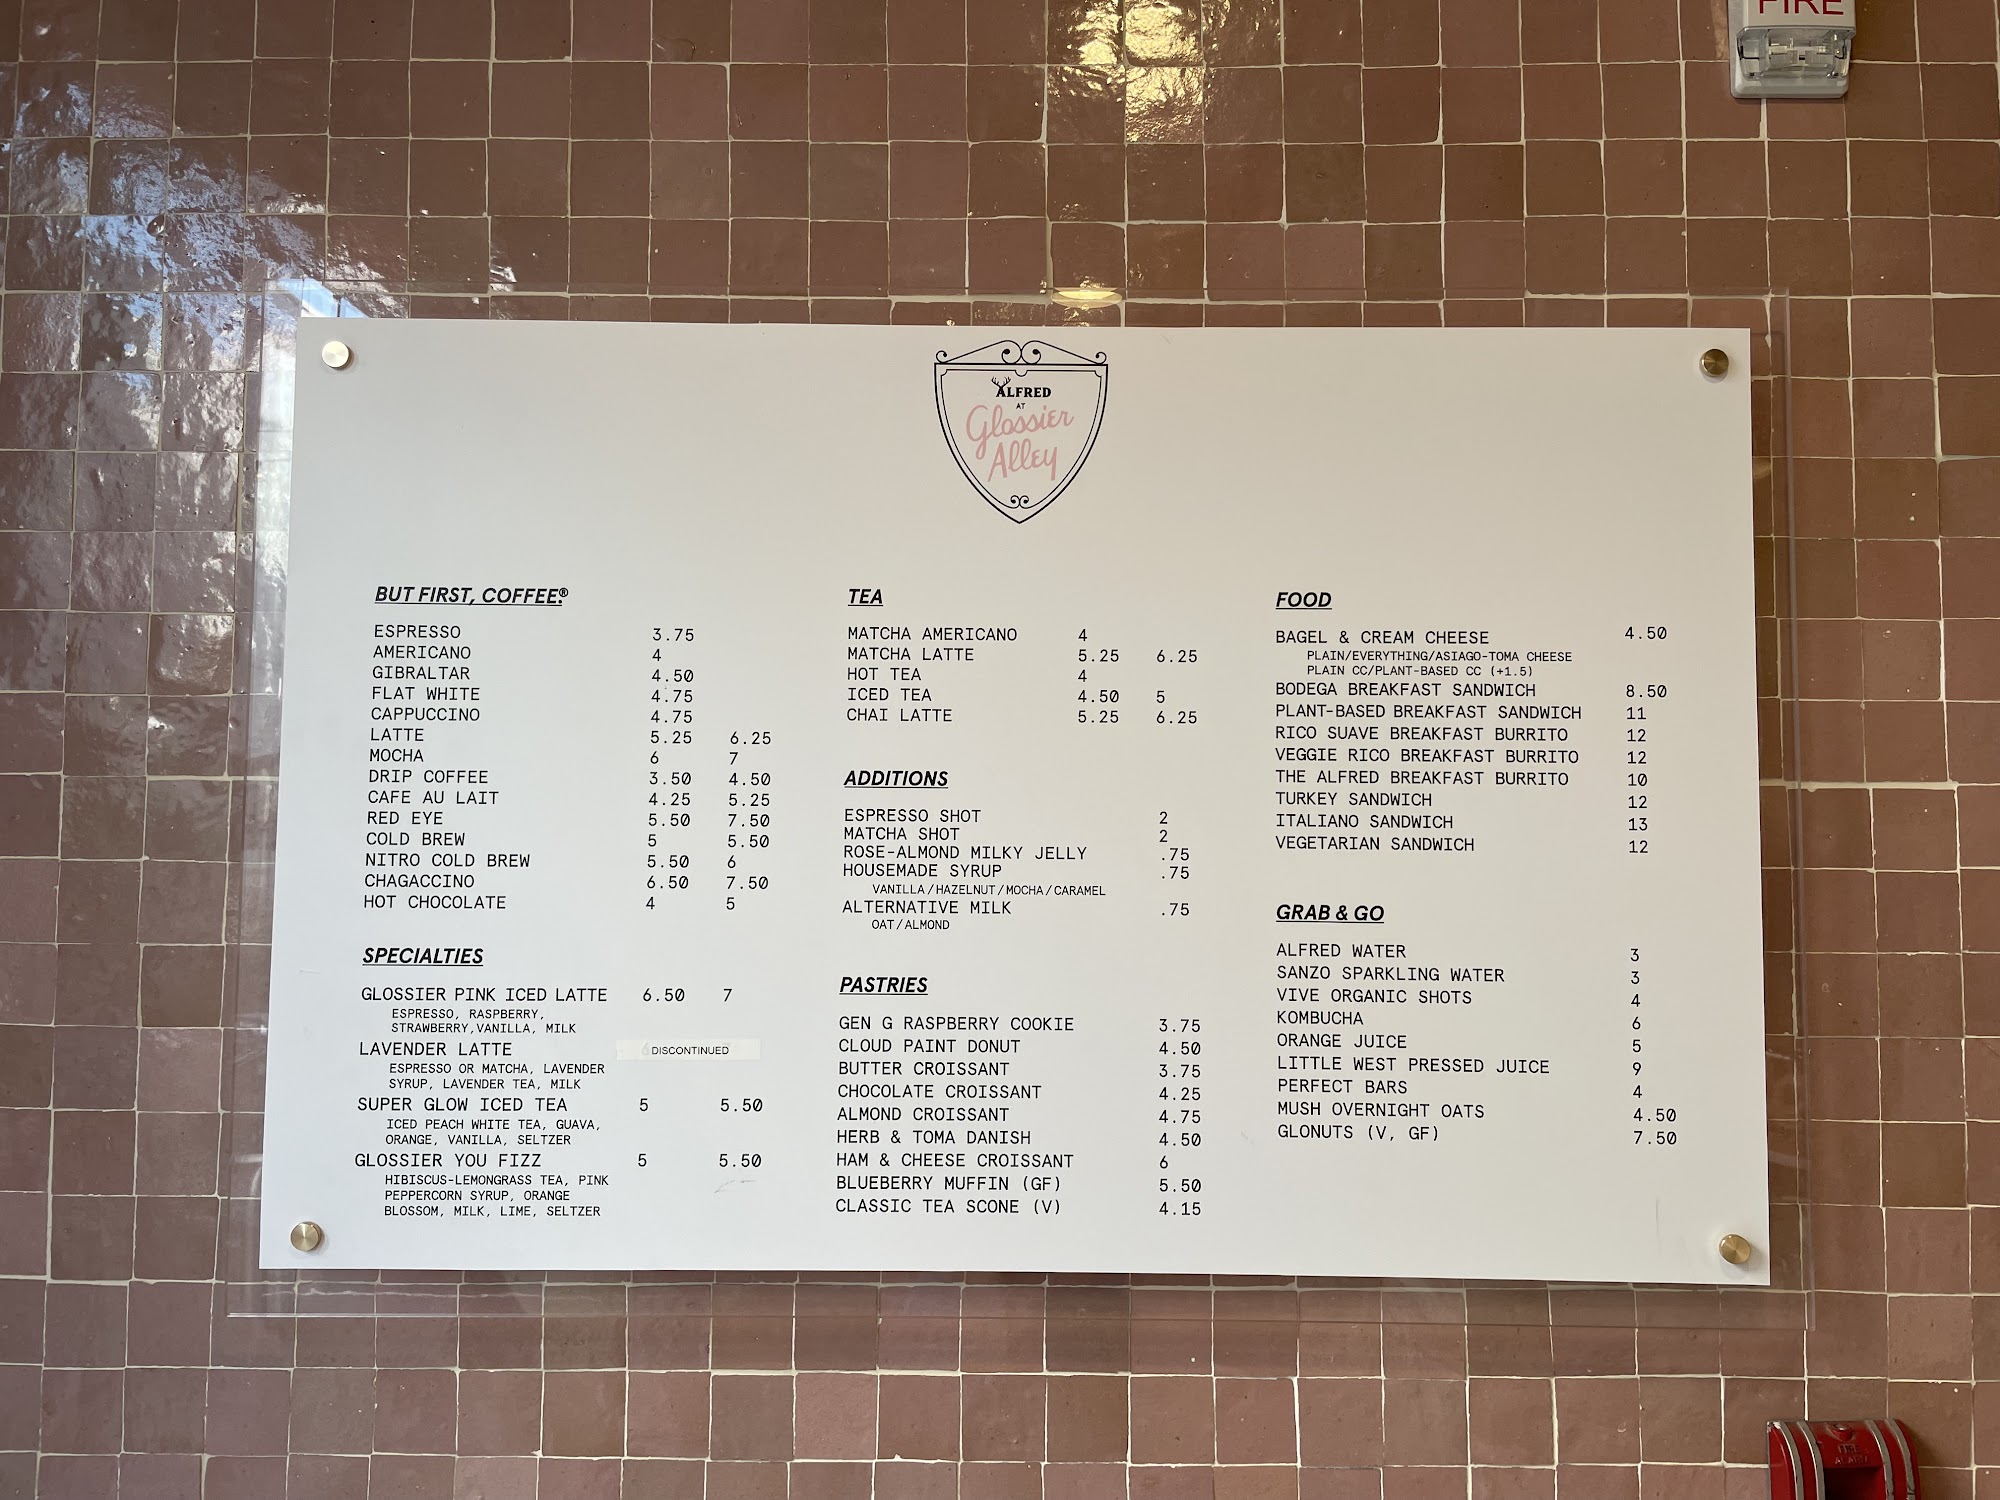 FIRE
ALFRED
AT
Glossier
Alley
BUT FIRST, COFFEE.®
ESPRESSO 3.75
AMERICANO 4
GIBRALTAR 4.50
FLAT WHITE 4.75
CAPPUCCINO 4.75
LATTE 5.25 6.25
MOCHA 6 7
DRIP COFFEE 3.50 4.50
CAFE AU LAIT 4.25 5.25
RED EYE 5.50 7.50
COLD BREW 5 5.50
NITRO COLD BREW 5.50 6
CHAGACCINO 6.50 7.50
HOT CHOCOLATE 4 5
SPECIALTIES
GLOSSIER PINK ICED LATTE 6.50 7
ESPRESSO, RASPBERRY,
STRAWBERRY,VANILLA, MILK
LAVENDER LATTE DISCONTINUED
ESPRESSO OR MATCHA, LAVENDER
SYRUP, LAVENDER TEA, MILK
SUPER GLOW ICED TEA 5 5.50
ICED PEACH WHITE TEA, GUAVA,
ORANGE, VANILLA, SELTZER
GLOSSIER YOU FIZZ 5 5.50
HIBISCUS-LEMONGRASS TEA, PINK
PEPPERCORN SYRUP, ORANGE
BLOSSOM, MILK, LIME, SELTZER
TEA
MATCHA AMERICANO 4
MATCHA LATTE 5.25 6.25
HOT TEA 4
ICED TEA 4.50 5
CHAI LATTE 5.25 6.25
ADDITIONS
ESPRESSO SHOT 2
MATCHA SHOT 2
ROSE-ALMOND MILKY JELLY .75
HOUSEMADE SYRUP .75
VANILLA/HAZELNUT/MOCHA/CARAMEL
ALTERNATIVE MILK .75
OAT/ALMOND
PASTRIES
GEN G RASPBERRY COOKIE 3.75
CLOUD PAINT DONUT 4.50
BUTTER CROISSANT 3.75
CHOCOLATE CROISSANT 4.25
ALMOND CROISSANT 4.75
HERB & TOMA DANISH 4.50
HAM & CHEESE CROISSANT 6
BLUEBERRY MUFFIN (GF) 5.50
CLASSIC TEA SCONE (V) 4.15
FOOD
BAGEL & CREAM CHEESE 4.50
PLAIN/EVERYTHING/ASIAGO-TOMA CHEESE
PLAIN CC/PLANT-BASED CC (+1.5)
BODEGA BREAKFAST SANDWICH 8.50
PLANT-BASED BREAKFAST SANDWICH 11
RICO SUAVE BREAKFAST BURRITO 12
VEGGIE RICO BREAKFAST BURRITO 12
THE ALFRED BREAKFAST BURRITO 10
TURKEY SANDWICH 12
ITALIANO SANDWICH 13
VEGETARIAN SANDWICH 12
GRAB & GO
ALFRED WATER 3
SANZO SPARKLING WATER 3
VIVE ORGANIC SHOTS 4
KOMBUCHA 6
ORANGE JUICE 5
LITTLE WEST PRESSED JUICE 9
PERFECT BARS 4
MUSH OVERNIGHT OATS 4.50
GLONUTS (V, GF) 7.50
FIRE
ALARM